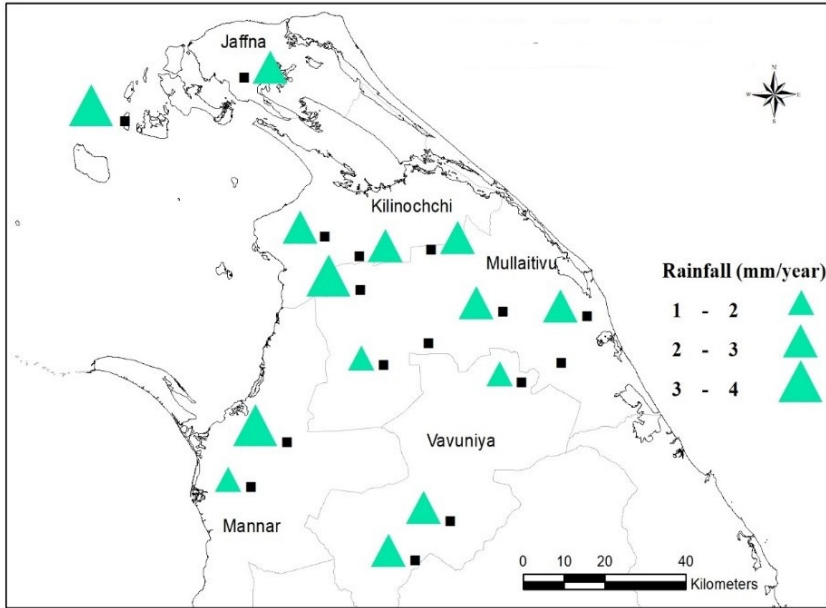 Jaffna
N
W
E
S
Kilinochchi
Mullaitivu
Rainfall (mm/year)
1 - 2
2 - 3
3 - 4
Vavuniya
Mannar
0 10 20 40
Kilometers